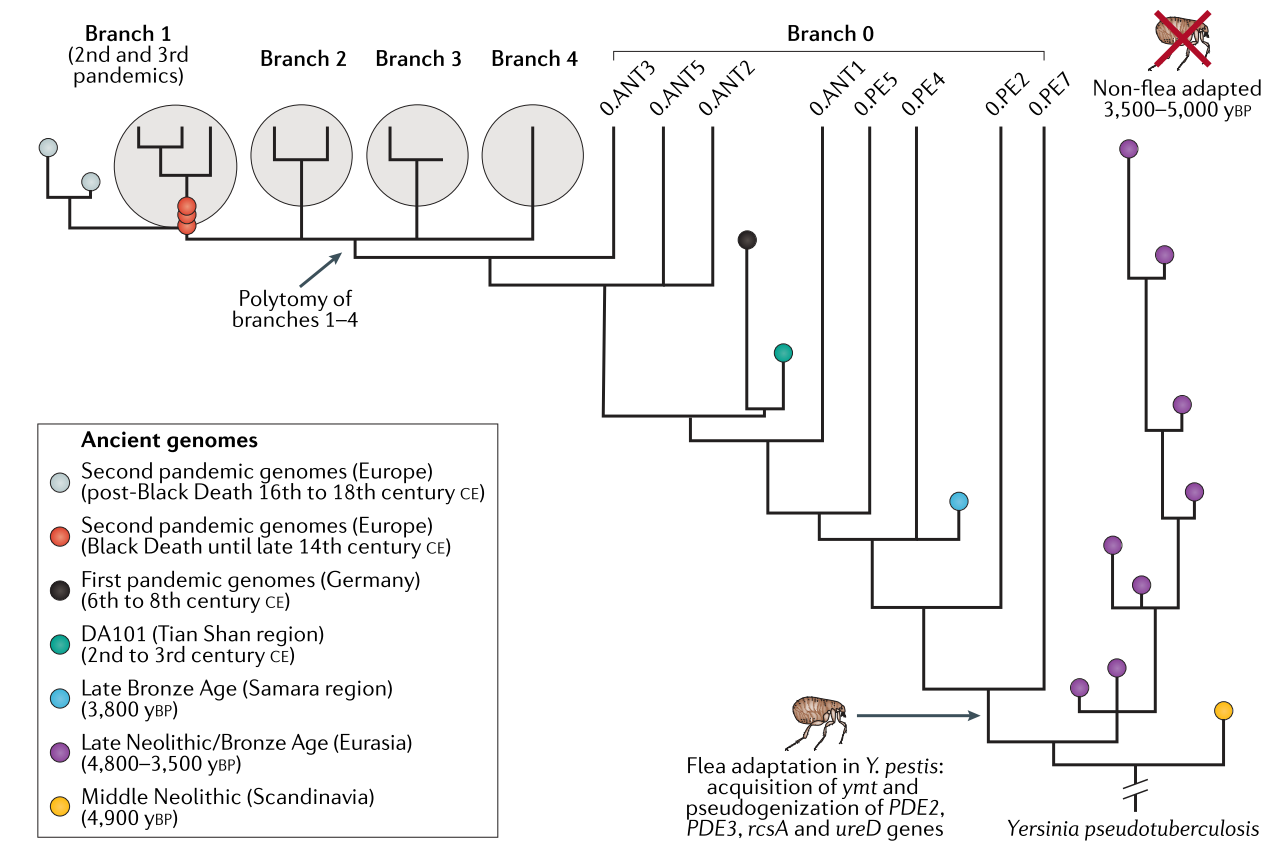 Branch 1
(2nd and 3rd
pandemics)
Branch 2
Branch 3
Branch 4
Branch 0
0.ANT3
0.ANT5
0.ANT2
0.ANT1
0.PE5
0.PE4
0.PE2
0.PE7
Non-flea adapted
3,500–5,000 yBP
Polytomy of
branches 1–4
Ancient genomes
Second pandemic genomes (Europe)
(post-Black Death 16th to 18th century CE)
Second pandemic genomes (Europe)
(Black Death until late 14th century CE)
First pandemic genomes (Germany)
(6th to 8th century CE)
DA101 (Tian Shan region)
(2nd to 3rd century CE)
Late Bronze Age (Samara region)
(3,800 yBP)
Late Neolithic/Bronze Age (Eurasia)
(4,800–3,500 yBP)
Middle Neolithic (Scandinavia)
(4,900 yBP)
Flea adaptation in Y. pestis:
acquisition of ymt and
pseudogenization of PDE2,
PDE3, rcsA and ureD genes
Yersinia pseudotuberculosis